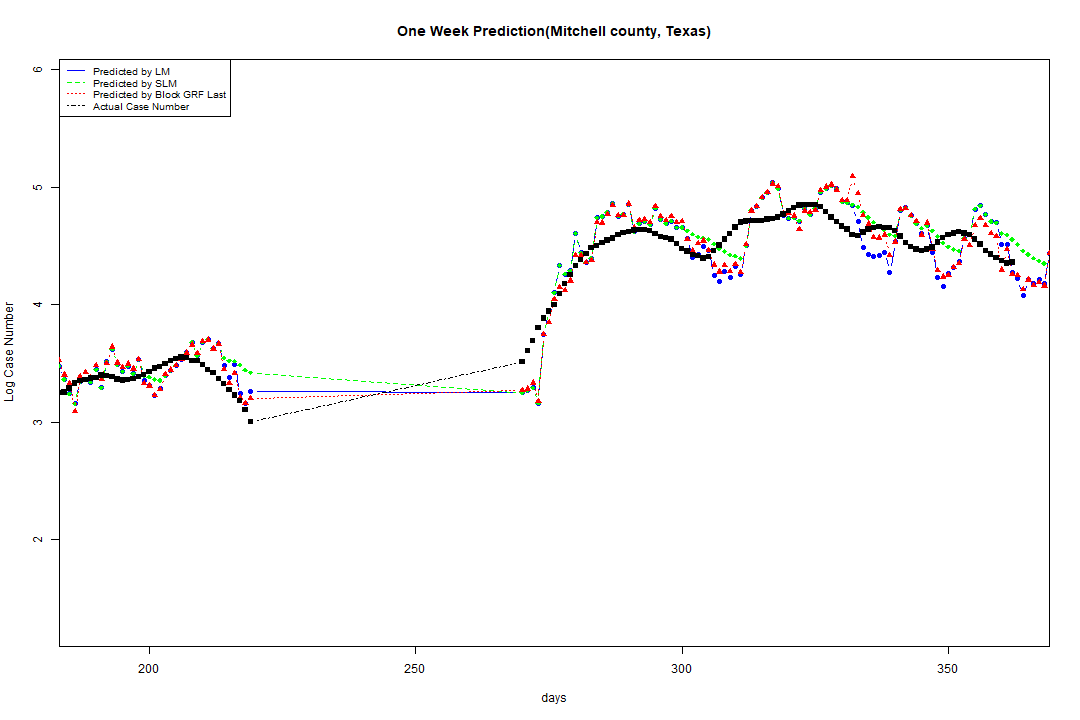 One Week Prediction(Mitchell county, Texas)
Predicted by LM
Predicted by SLM
Predicted by Block GRF Last
Actual Case Number
6
5
4
3
2
Log Case Number
200
250
300
350
days